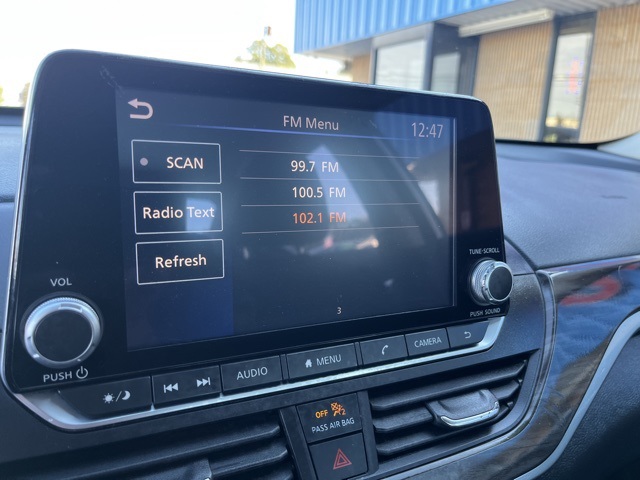 FM Menu
12:47
SCAN
99.7 FM
100.5 FM
Radio Text
102.1 FM
Refresh
3
VOL
PUSH
TUNE·SCROLL
PUSH SOUND
AUDIO
MENU
CAMERA
OFF
PASS AIR BAG